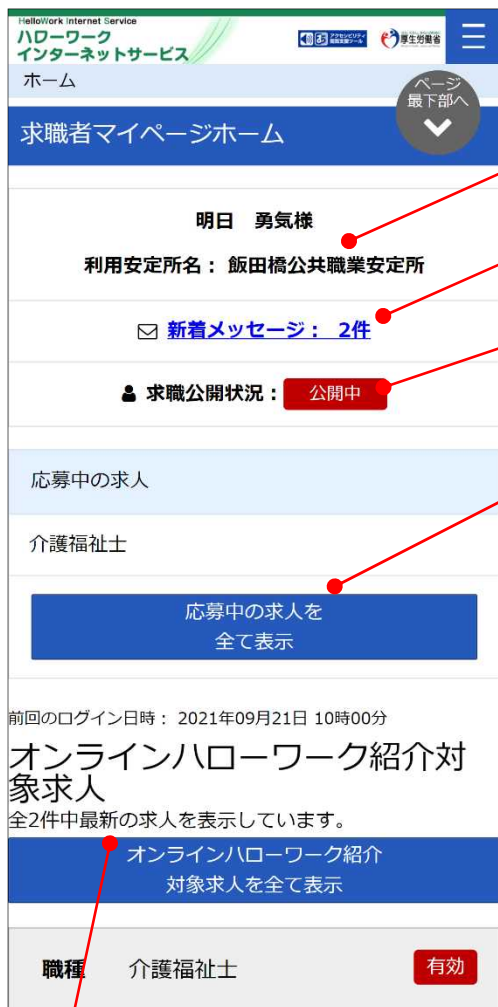 HelloWork Internet Service
ハローワーク
インターネットサービス
厚生労働省
ホーム
ページ
最下部へ
求職者マイページホーム
明日　勇気様
利用安定所名： 飯田橋公共職業安定所
新着メッセージ：　2件
求職公開状況： 公開中
応募中の求人
介護福祉士
応募中の求人を
全て表示
前回のログイン日時： 2021年09月21日 10時00分
オンラインハローワーク紹介対
象求人
全2件中最新の求人を表示しています。
オンラインハローワーク紹介
対象求人を全て表示
職種　介護福祉士　有効